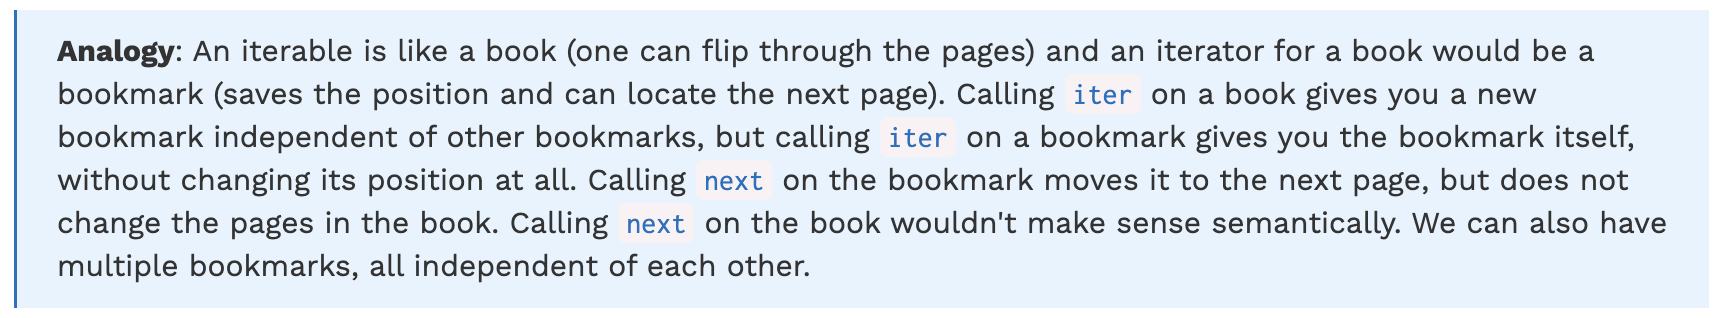 Analogy: An iterable is like a book (one can flip through the pages) and an iterator for a book would be a
bookmark (saves the position and can locate the next page). Calling iter on a book gives you a new
bookmark independent of other bookmarks, but calling iter on a bookmark gives you the bookmark itself,
without changing its position at all. Calling next on the bookmark moves it to the next page, but does not
change the pages in the book. Calling next on the book wouldn't make sense semantically. We can also have
multiple bookmarks, all independent of each other.